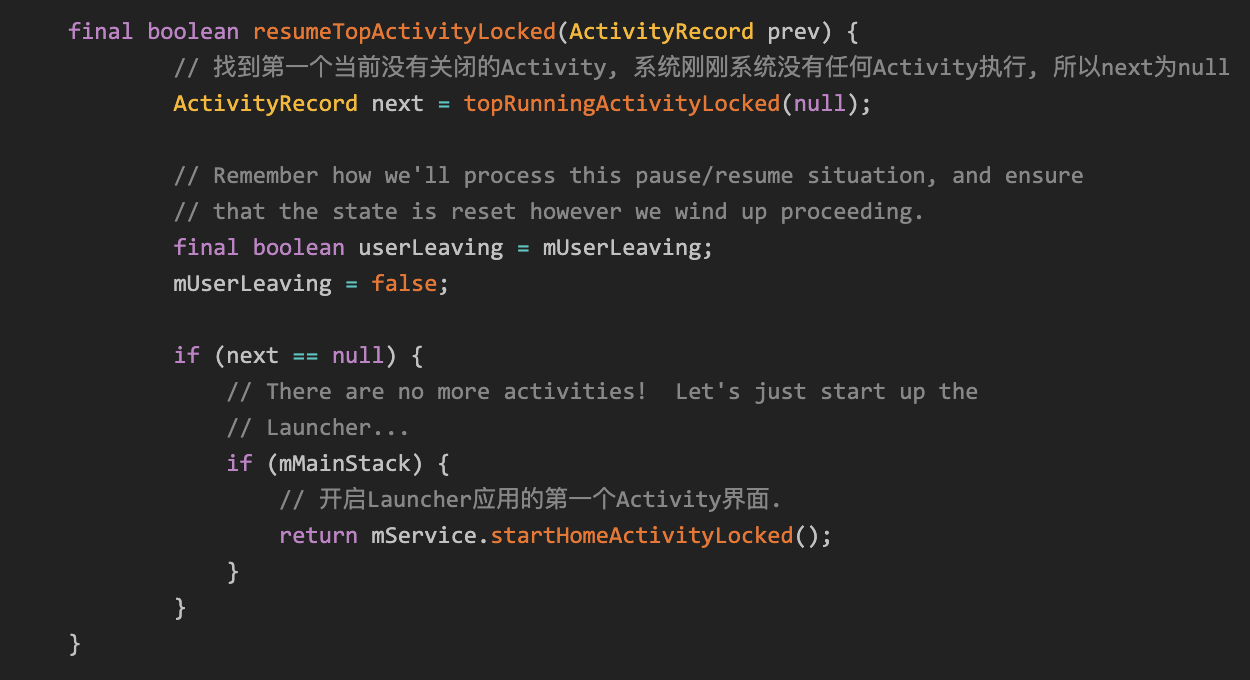 final boolean resumeTopActivityLocked(ActivityRecord prev) {
// 找到第一个当前没有关闭的Activity, 系统刚刚系统没有任何Activity执行, 所以next为null
ActivityRecord next = topRunningActivityLocked(null);
// Remember how we'll process this pause/resume situation, and ensure
// that the state is reset however we wind up proceeding.
final boolean userLeaving = mUserLeaving;
mUserLeaving = false;
if (next == null) {
// There are no more activities!  Let's just start up the
// Launcher...
if (mMainStack) {
// 开启Launcher应用的第一个Activity界面.
return mService.startHomeActivityLocked();
}
}
}